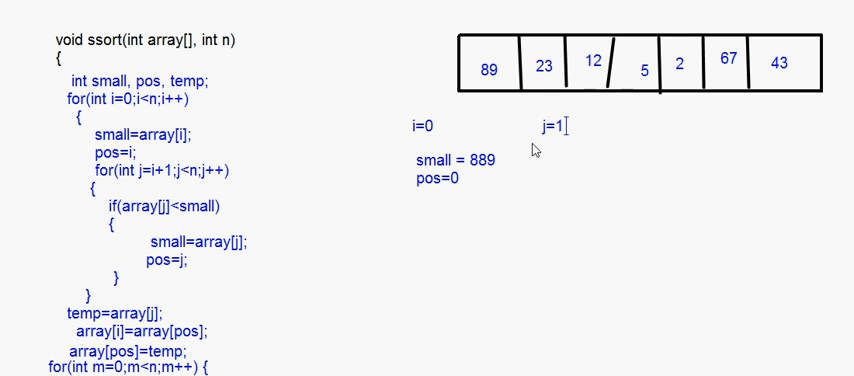 void ssort(int array[], int n)
{
int small, pos, temp;
for(int i=0;i<n;i++)
{
small=array[i];
pos=i;
for(int j=i+1;j<n;j++)
{
if(array[j]<small)
{
small=array[j];
pos=j;
}
}
temp=array[j];
array[i]=array[pos];
array[pos]=temp;
for(int m=0;m<n;m++) {
89 23 12 5 2 67 43
i=0 j=1
small = 889
pos=0